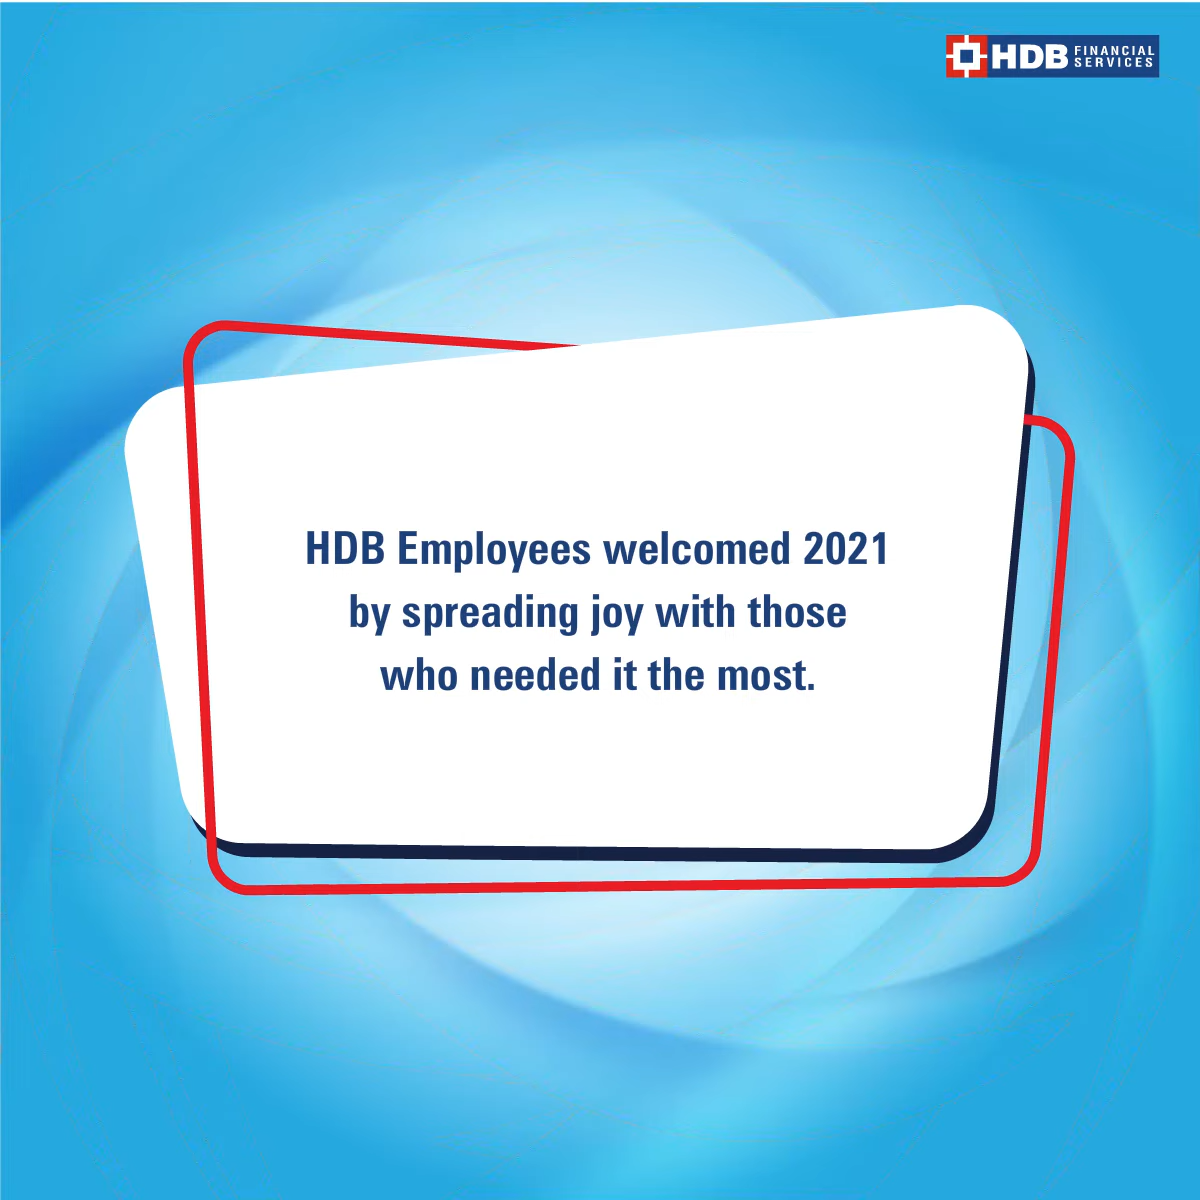 HDB FINANCIAL
SERVICES
HDB Employees welcomed 2021
by spreading joy with those
who needed it the most.